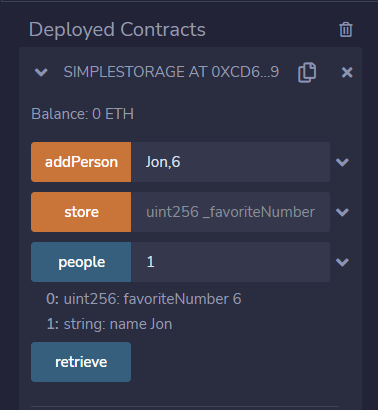 Deployed Contracts
SIMPLESTORAGE AT 0XCD6...9
Balance: 0 ETH
addPerson Jon,6
store uint256 _favoriteNumber
people 1
0: uint256: favoriteNumber 6
1: string: name Jon
retrieve